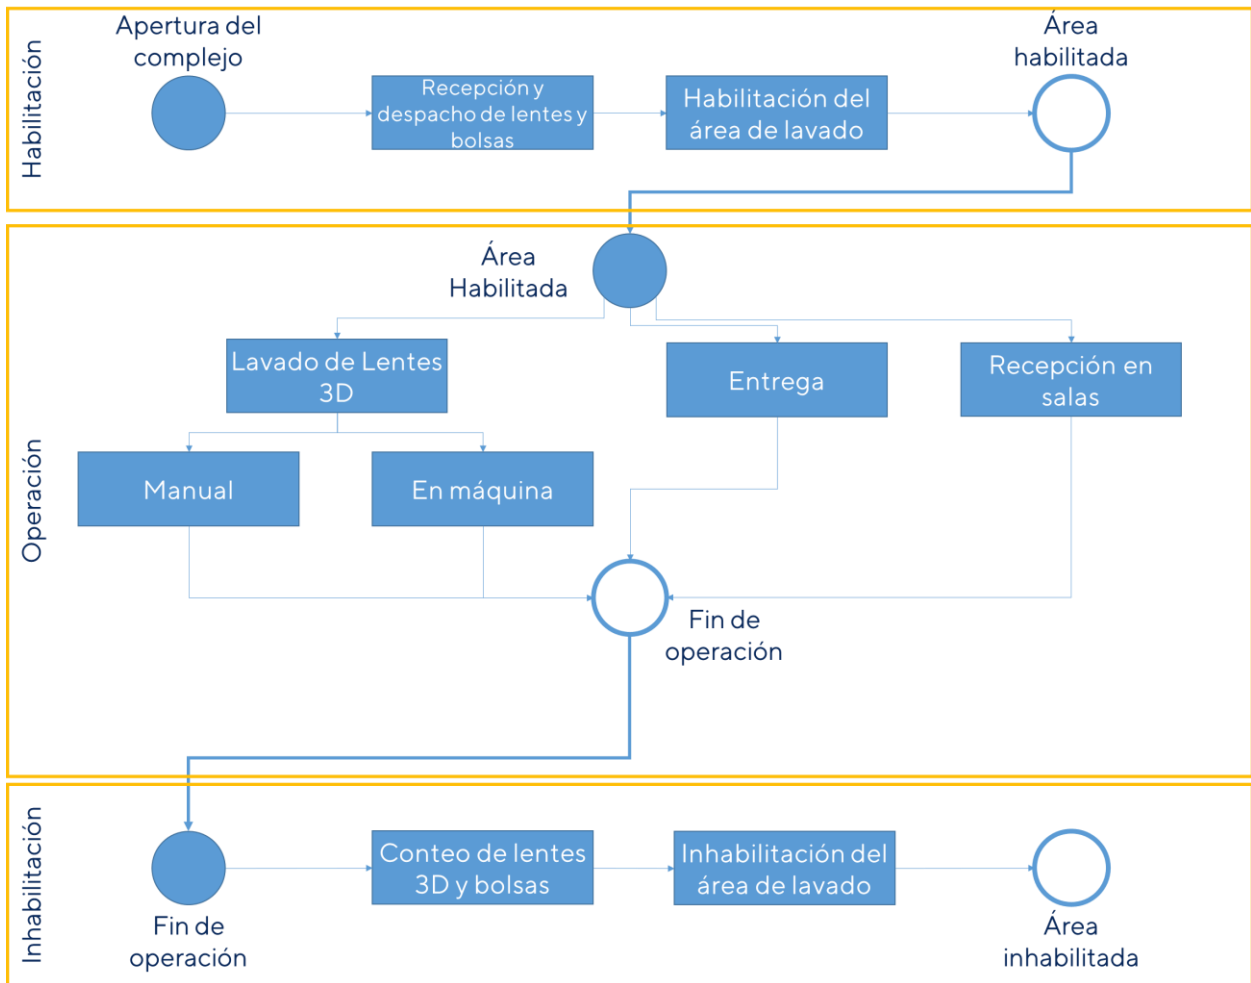 Habilitación
Apertura del
complejo
Recepción y
despacho de lentes y
bolsas
Habilitación del
área de lavado
Área
habilitada
Operación
Área
Habilitada
Lavado de Lentes
3D
Entrega
Recepción en
salas
Manual
En máquina
Fin de
operación
Inhabilitación
Fin de
operación
Conteo de lentes
3D y bolsas
Inhabilitación del
área de lavado
Área
inhabilitada